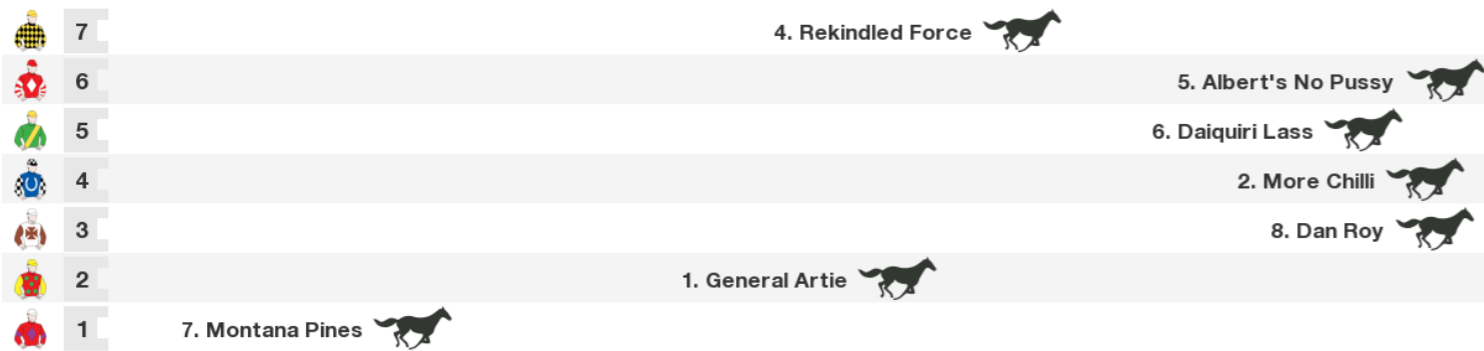 7 4. Rekindled Force
6 5. Albert's No Pussy
5 6. Daiquiri Lass
4 2. More Chilli
3 8. Dan Roy
2 1. General Artie
1 7. Montana Pines